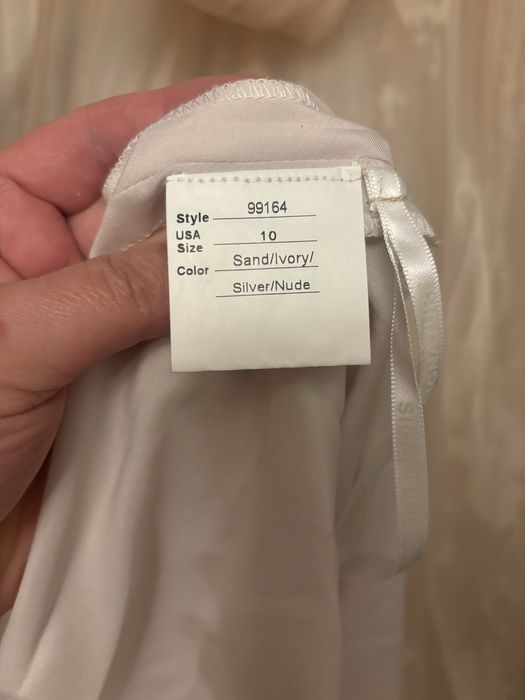 Style 99164
USA Size 10
Color Sand/Ivory/
Silver/Nude